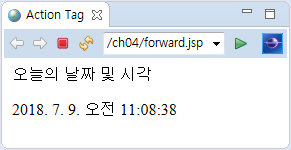 Action Tag
/ch04/forward.jsp
오늘의 날짜 및 시각
2018. 7. 9. 오전 11:08:38